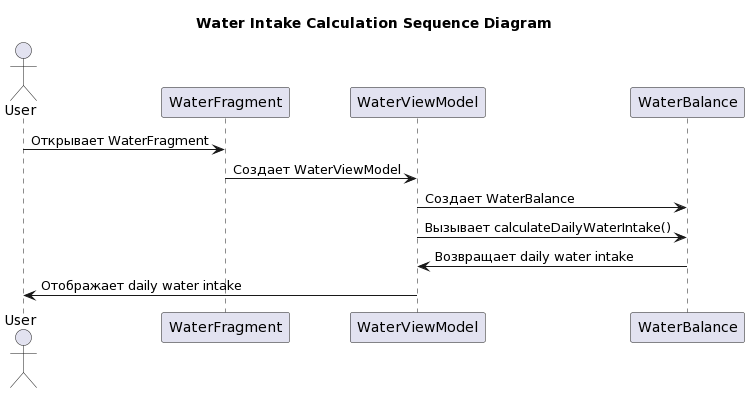 Water Intake Calculation Sequence Diagram
User
WaterFragment
WaterViewModel
WaterBalance
Открывает WaterFragment
Создает WaterViewModel
Создает WaterBalance
Вызывает calculateDailyWaterIntake()
Возвращает daily water intake
Отображает daily water intake
User
WaterFragment
WaterViewModel
WaterBalance